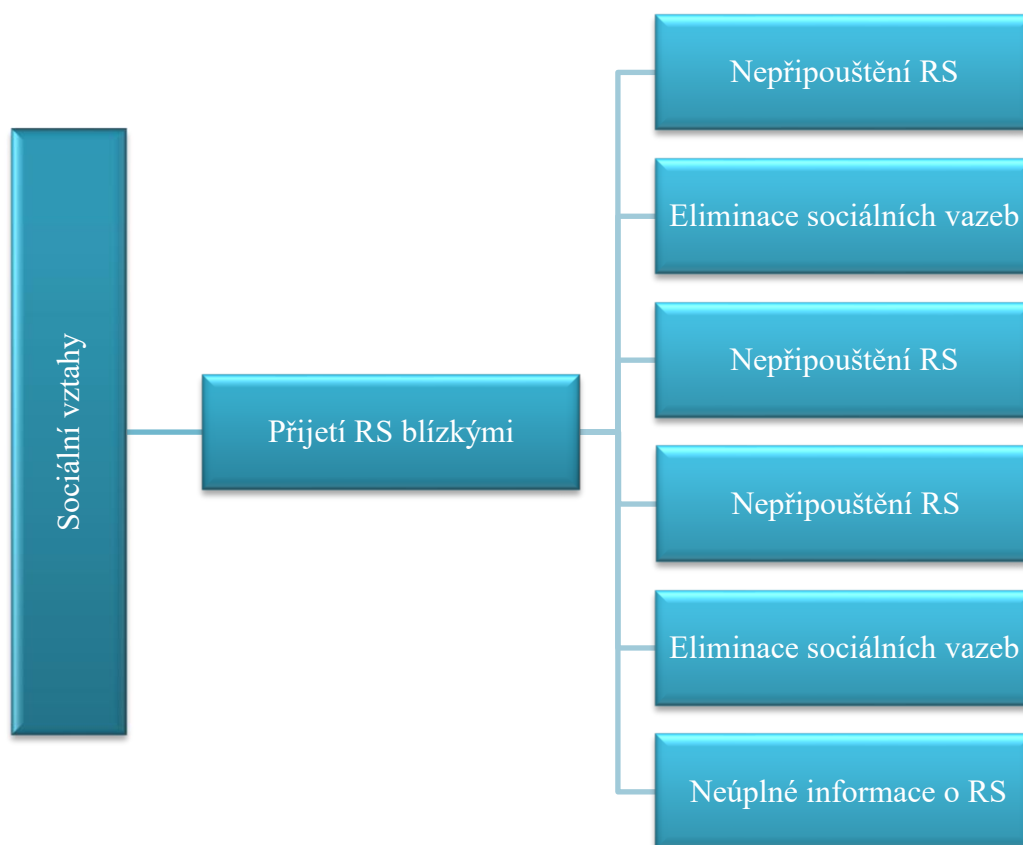 Sociální vztahy
Přijetí RS blízkými
Nepřipouštění RS
Eliminace sociálních vazeb
Nepřipouštění RS
Nepřipouštění RS
Eliminace sociálních vazeb
Neúplné informace o RS